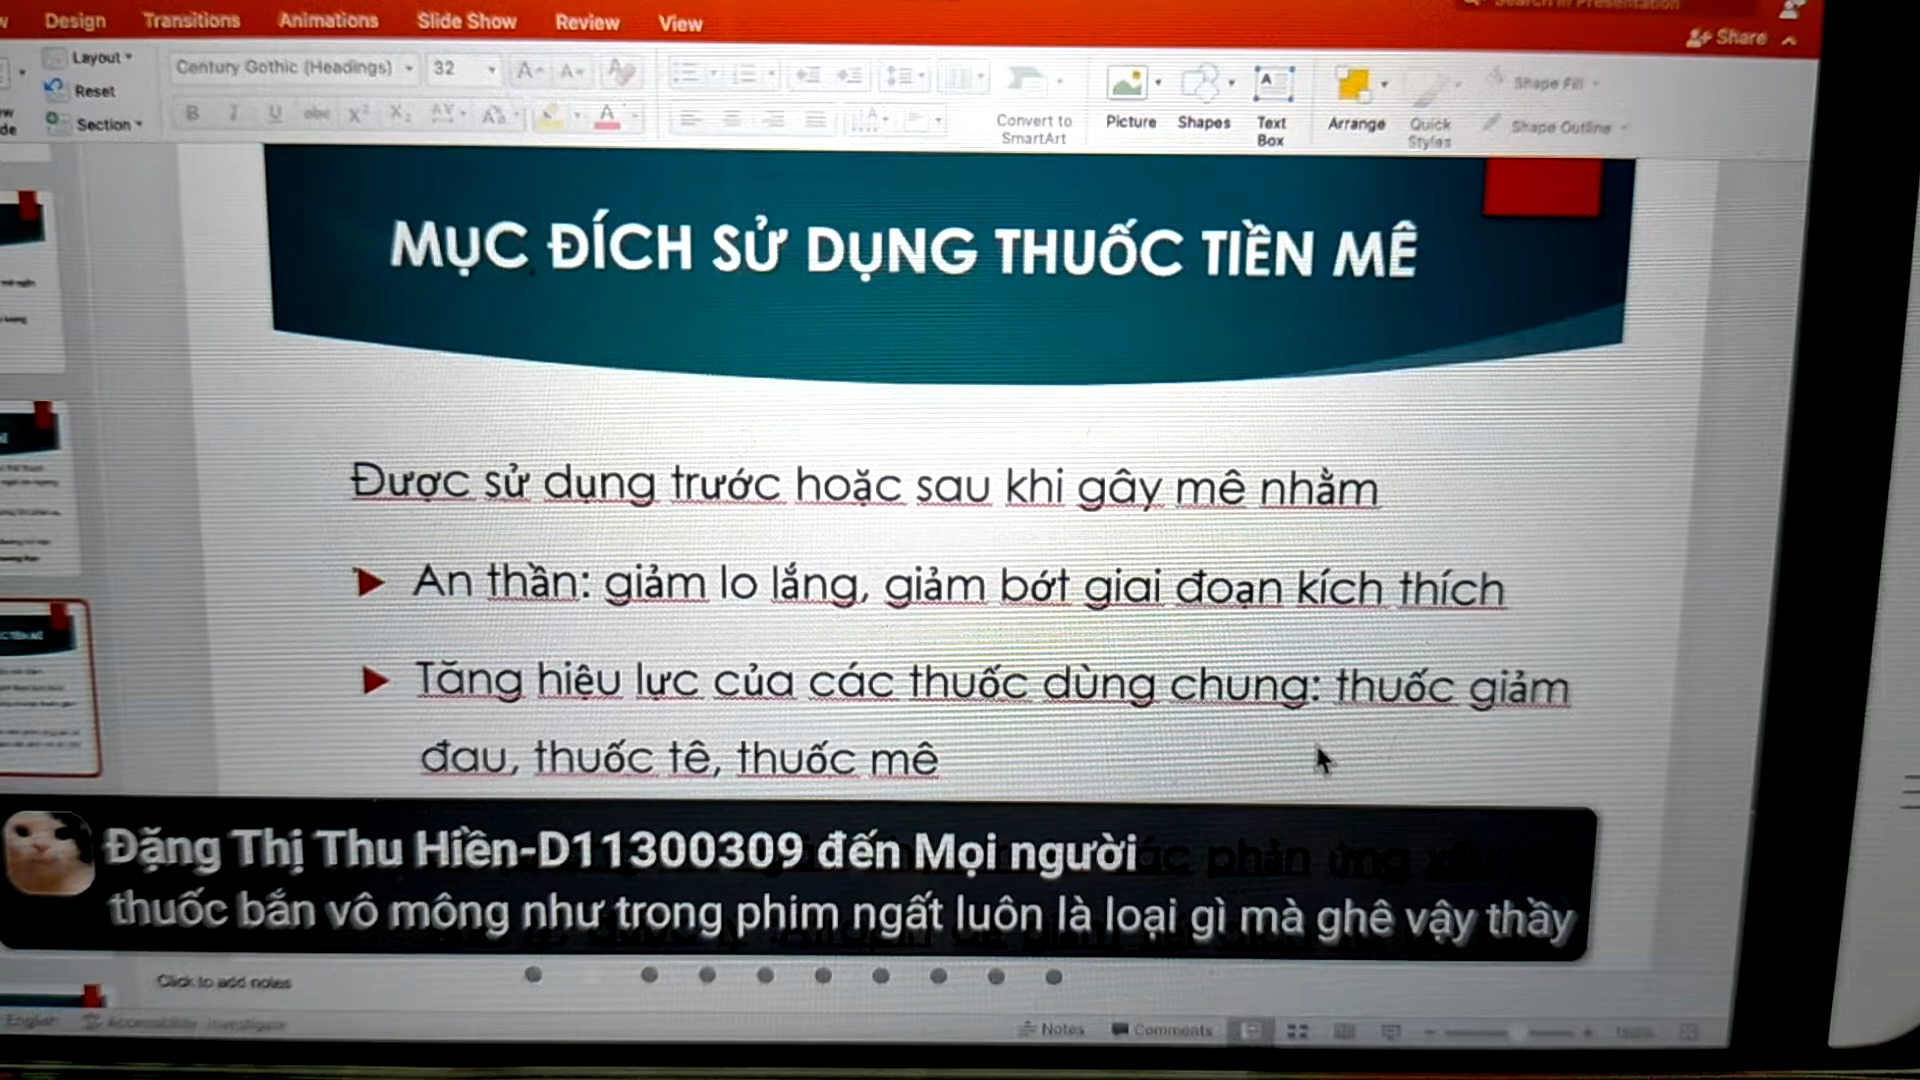 Design Transitions Animations Slide Show Review View
Share
Layout
Century Gothic (Headings) 32
Reset
Section
Convert to SmartArt
Picture
Shapes
Text Box
Arrange
Quick Styles
Shape Fill
Shape Outline
MỤC ĐÍCH SỬ DỤNG THUỐC TIỀN MÊ
Được sử dụng trước hoặc sau khi gây mê nhằm
An thần: giảm lo lắng, giảm bớt giai đoạn kích thích
Tăng hiệu lực của các thuốc dùng chung: thuốc giảm
đau, thuốc tê, thuốc mê
Đặng Thị Thu Hiền-D11300309 đến Mọi người
thuốc bắn vô mông như trong phim ngất luôn là loại gì mà ghê vậy thầy
Click to add notes
English
Notes Comments